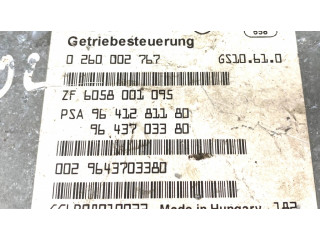 656
Getriebesteuerung
0 260 002 767 GS10.61.0
ZF 6058 001 095
PSA 96 412 811 80
96 437 033 80
002 9643703380
Made in Hungary